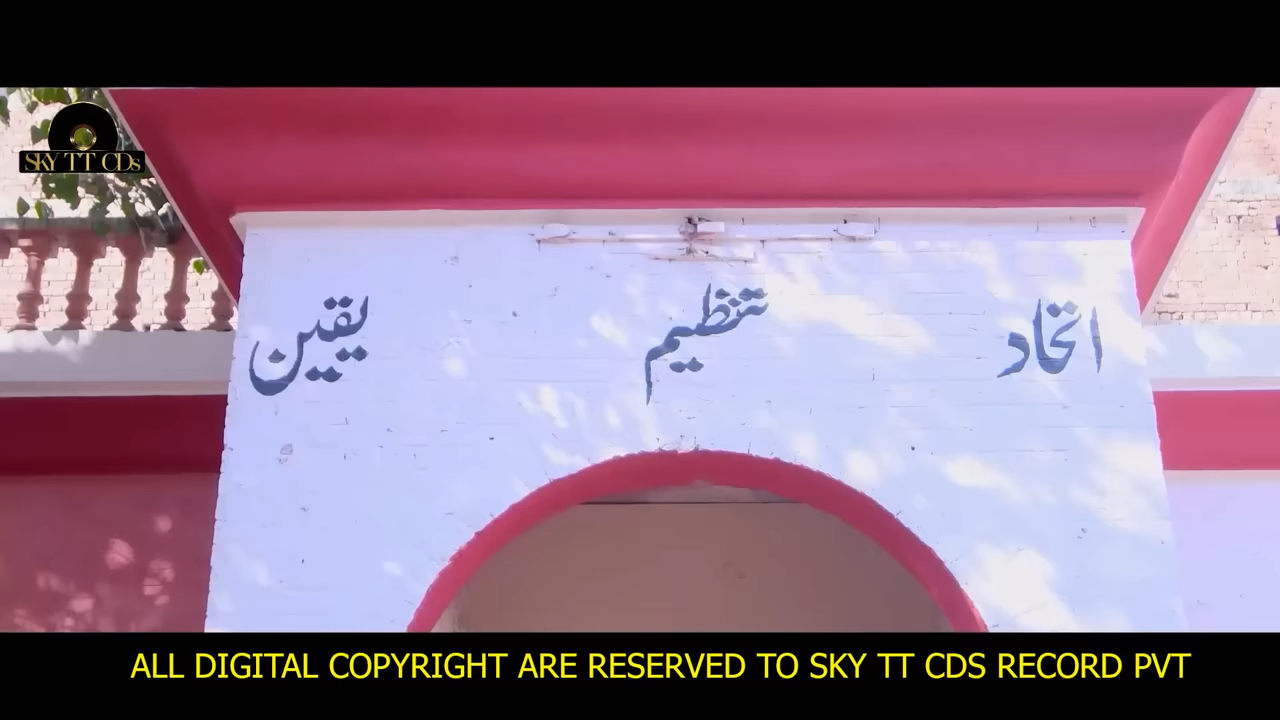 SKY TT CDs
اتحاد تنظیم یقین
ALL DIGITAL COPYRIGHT ARE RESERVED TO SKY TT CDS RECORD PVT